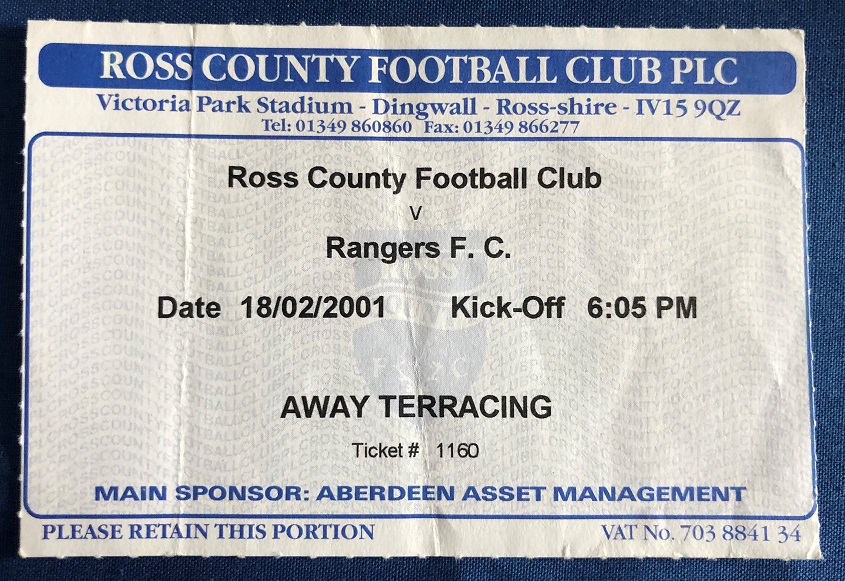 ROSS COUNTY FOOTBALL CLUB PLC
Victoria Park Stadium - Dingwall - Ross-shire - IV15 9QZ
Tel: 01349 860860 Fax: 01349 866277
Ross County Football Club
v
Rangers F. C.
Date 18/02/2001 Kick-Off 6:05 PM
AWAY TERRACING
Ticket # 1160
MAIN SPONSOR: ABERDEEN ASSET MANAGEMENT
PLEASE RETAIN THIS PORTION VAT No. 703 8841 34